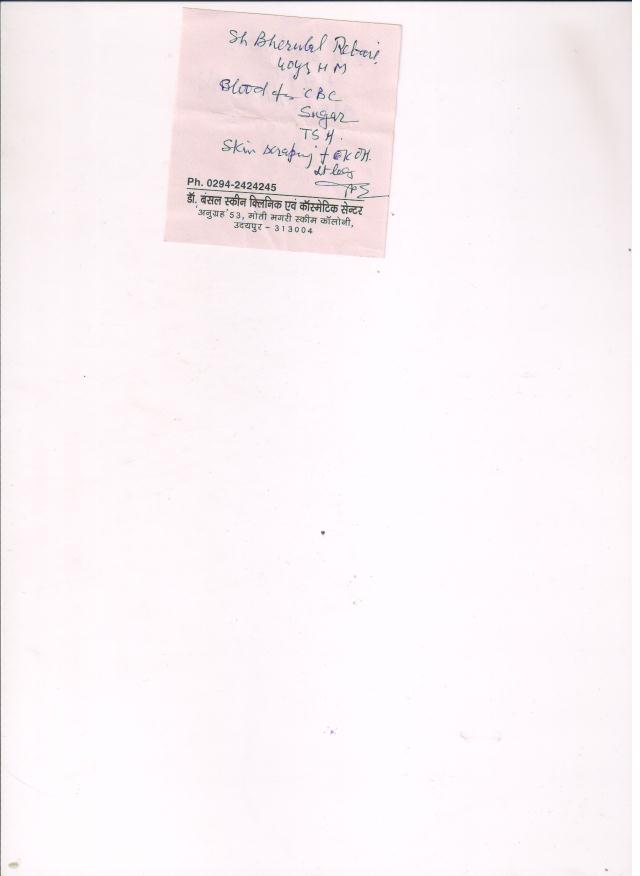 Sh Bherulal Rebari
40ys H M
Blood for CBC
Sugar
TSH.
Skin scraping f KOH.
Ph. 0294-2424245
डॉ. बंसल स्कीन क्लिनिक एवं कॉस्मेटिक सेन्टर
'अनुग्रह' 53, मोती मगरी स्कीम कॉलोनी,
उदयपुर - 313004